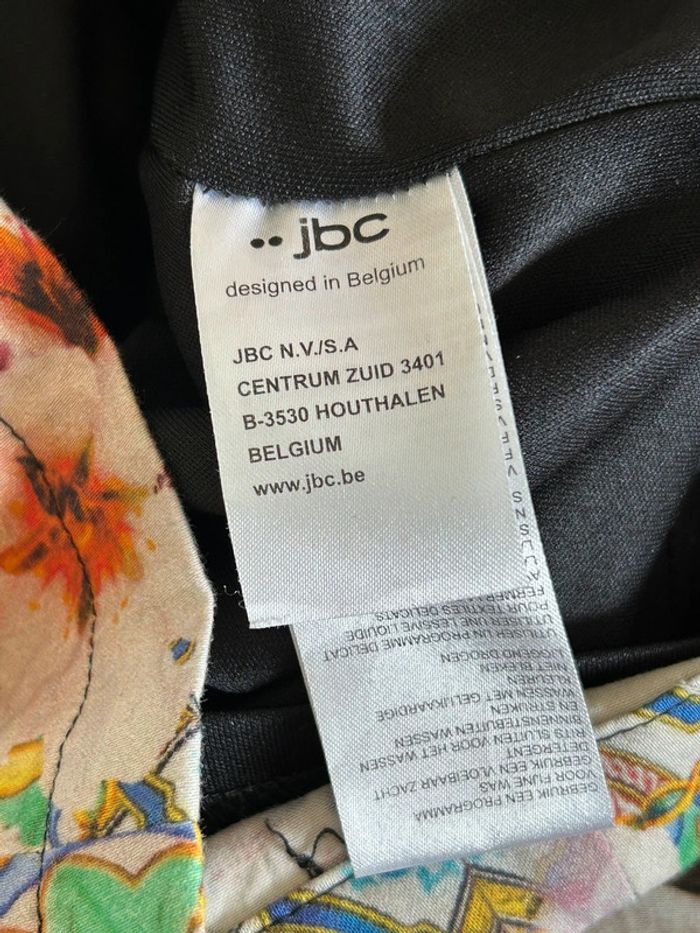 jbc
designed in Belgium
JBC N.V./S.A
CENTRUM ZUID 3401
B-3530 HOUTHALEN
BELGIUM
www.jbc.be
GEBRUIK EEN PROGRAMMA
VOOR FIJNE WAS
GEBRUIK EEN VLOEIBAAR ZACHT
DETERGENT
RITS SLUITEN VOOR HET WASSEN
BINNENSTEBUITEN WASSEN
EN STRIJKEN
WASSEN MET GELIJKAARDIGE
KLEUREN
NIET BLEKEN
DROGEN
UTILISER UN PROGRAMME DELICAT
UTILISER UNE LESSIVE LIQUIDE
POUR TEXTILES DELICATS